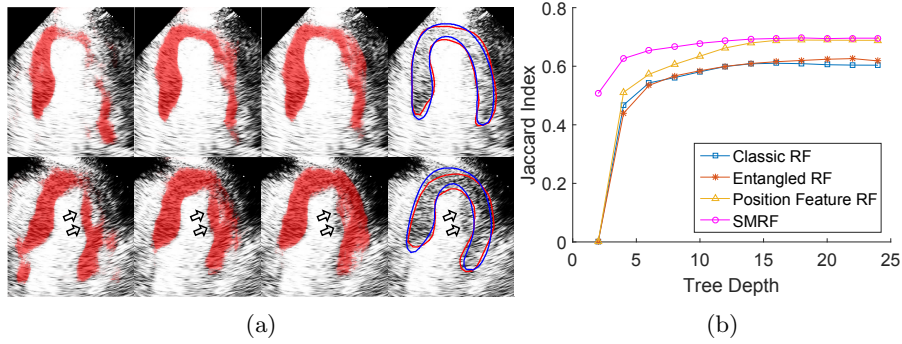 0.8
0.6
0.4
0.2
0
Jaccard Index
Classic RF
Entangled RF
Position Feature RF
SMRF
0 5 10 15 20 25
Tree Depth
(a) (b)